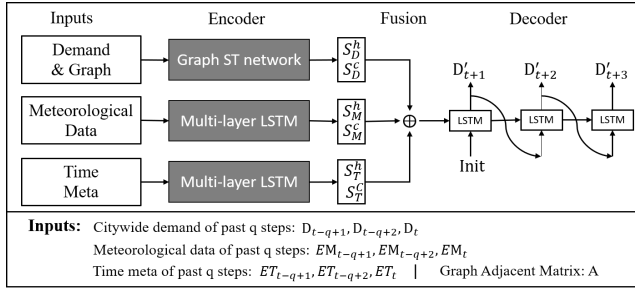 Inputs Encoder Fusion Decoder
Demand & Graph
Graph ST network
S_D^h
S_D^c
Meteorological Data
Multi-layer LSTM
S_M^h
S_M^c
Time Meta
Multi-layer LSTM
S_T^h
S_T^C
⊕
D′_{t+1} D′_{t+2} D′_{t+3}
LSTM LSTM LSTM
Init
Inputs: Citywide demand of past q steps: D_{t−q+1}, D_{t−q+2}, D_t
Meteorological data of past q steps: EM_{t−q+1}, EM_{t−q+2}, EM_t
Time meta of past q steps: ET_{t−q+1}, ET_{t−q+2}, ET_t | Graph Adjacent Matrix: A